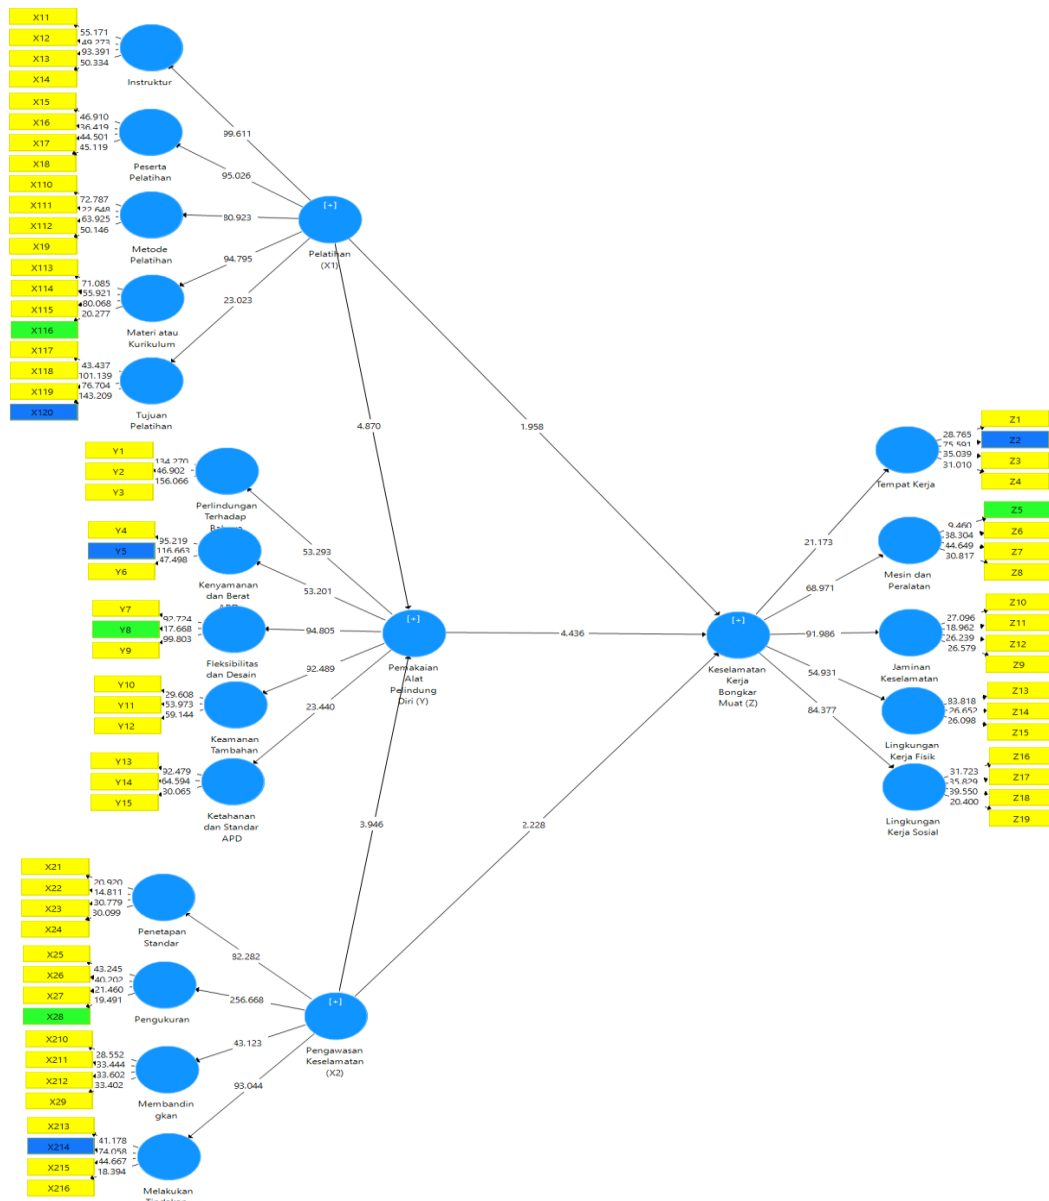 X11
X12
X13
X14
55.171
49.273
93.391
50.334
Instruktur
X15
X16
X17
X18
46.910
36.419
44.501
45.119
Peserta
Pelatihan
X110
X111
X112
X19
72.787
22.648
63.925
50.146
Metode
Pelatihan
X113
X114
X115
X116
71.085
55.921
80.068
20.277
Materi atau
Kurikulum
X117
X118
X119
X120
43.437
101.139
76.704
143.209
Tujuan
Pelatihan
99.611
95.026
80.923
94.795
23.023
[+]
Pelatihan
(X1)
4.870
1.958
Y1
Y2
Y3
134.270
46.902
156.066
Perlindungan
Terhadap
Y4
Y5
Y6
95.219
116.663
47.498
Kenyamanan
dan Berat
Y7
Y8
Y9
92.724
17.668
99.803
Fleksibilitas
dan Desain
Y10
Y11
Y12
29.608
53.973
59.144
Keamanan
Tambahan
Y13
Y14
Y15
92.479
64.594
30.065
Ketahanan
dan Standar
APD
53.293
53.201
94.805
92.489
23.440
[+]
Pemakaian
Alat
Pelindung
Diri (Y)
4.436
3.946
2.228
[+]
Keselamatan
Kerja
Bongkar
Muat (Z)
21.173
68.971
91.986
54.931
84.377
Tempat Kerja
28.765
75.591
35.039
31.010
Z1
Z2
Z3
Z4
Mesin dan
Peralatan
9.460
38.304
44.649
30.817
Z5
Z6
Z7
Z8
Jaminan
Keselamatan
27.096
18.962
26.239
26.579
Z10
Z11
Z12
Z9
Lingkungan
Kerja Fisik
83.818
26.652
26.098
Z13
Z14
Z15
Lingkungan
Kerja Sosial
31.723
35.829
39.550
20.400
Z16
Z17
Z18
Z19
X21
X22
X23
X24
20.920
14.811
30.779
30.099
Penetapan
Standar
X25
X26
X27
X28
43.245
40.202
21.460
19.491
Pengukuran
X210
X211
X212
X29
28.552
33.444
33.602
33.402
Membandin
gkan
X213
X214
X215
X216
41.178
74.058
44.667
18.394
Melakukan
82.282
256.668
43.123
93.044
[+]
Pengawasan
Keselamatan
(X2)